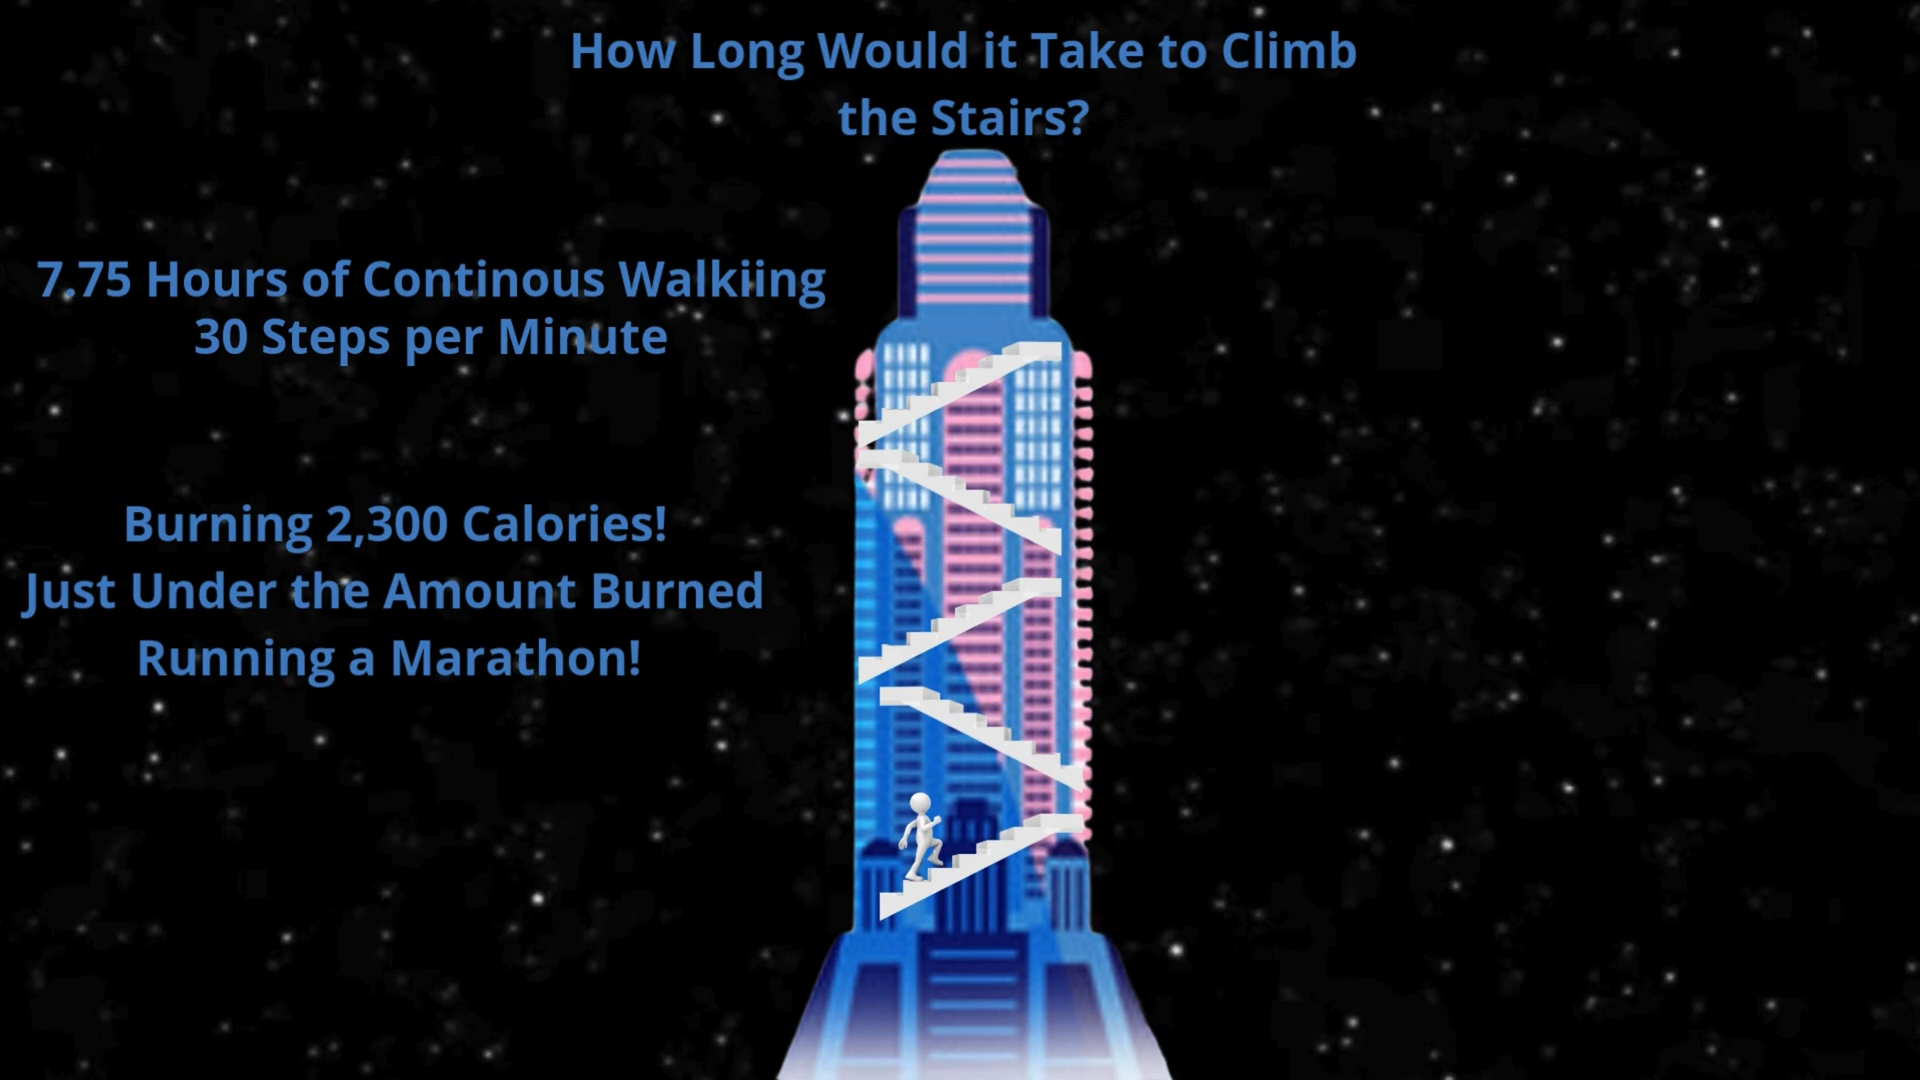 How Long Would it Take to Climb
the Stairs?
7.75 Hours of Continous Walkiing
30 Steps per Minute
Burning 2,300 Calories!
Just Under the Amount Burned
Running a Marathon!